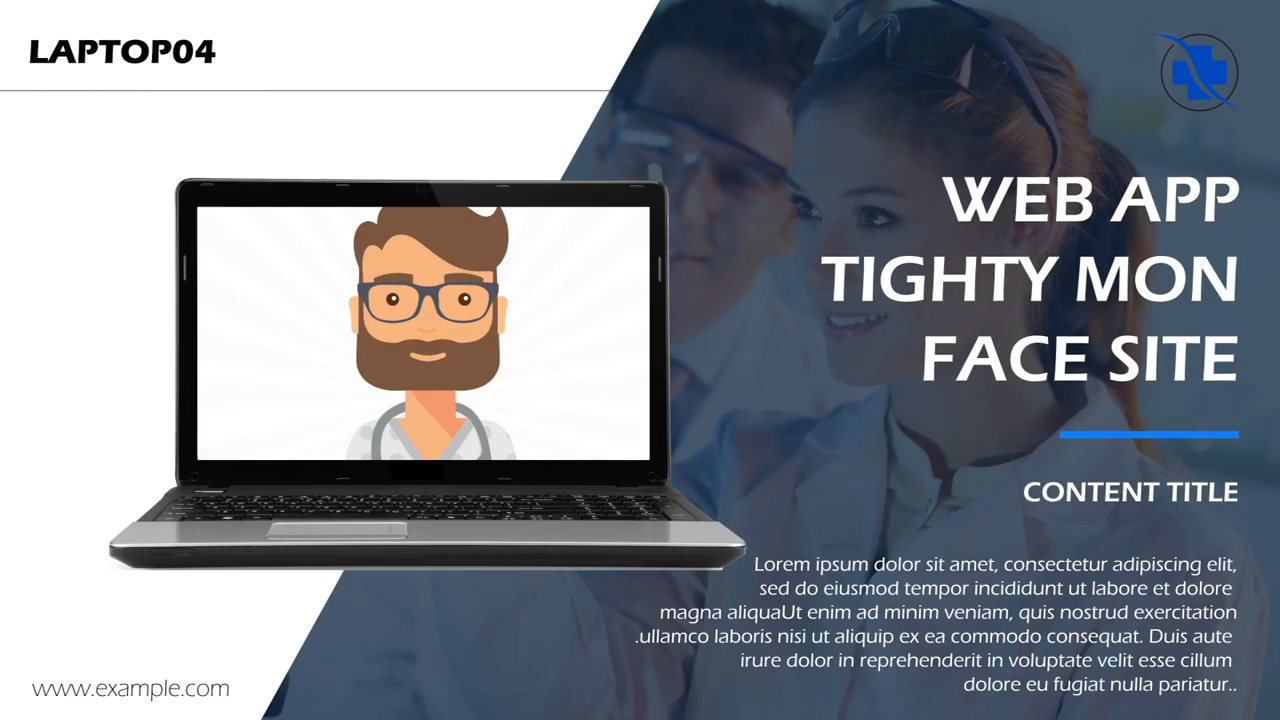 LAPTOP04
WEB APP
TIGHTY MON
FACE SITE
CONTENT TITLE
Lorem ipsum dolor sit amet, consectetur adipiscing elit,
sed do eiusmod tempor incididunt ut labore et dolore
magna aliquaUt enim ad minim veniam, quis nostrud exercitation
.ullamco laboris nisi ut aliquip ex ea commodo consequat. Duis aute
irure dolor in reprehenderit in voluptate velit esse cillum
dolore eu fugiat nulla pariatur..
www.example.com